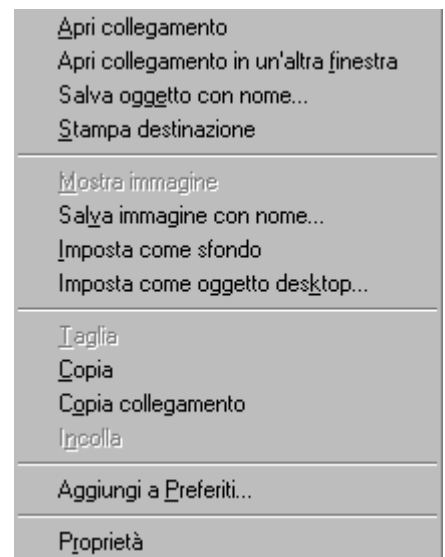 Apri collegamento
Apri collegamento in un'altra finestra
Salva oggetto con nome...
Stampa destinazione
Mostra immagine
Salva immagine con nome...
Imposta come sfondo
Imposta come oggetto desktop...
Taglia
Copia
Copia collegamento
Incolla
Aggiungi a Preferiti...
Proprietà